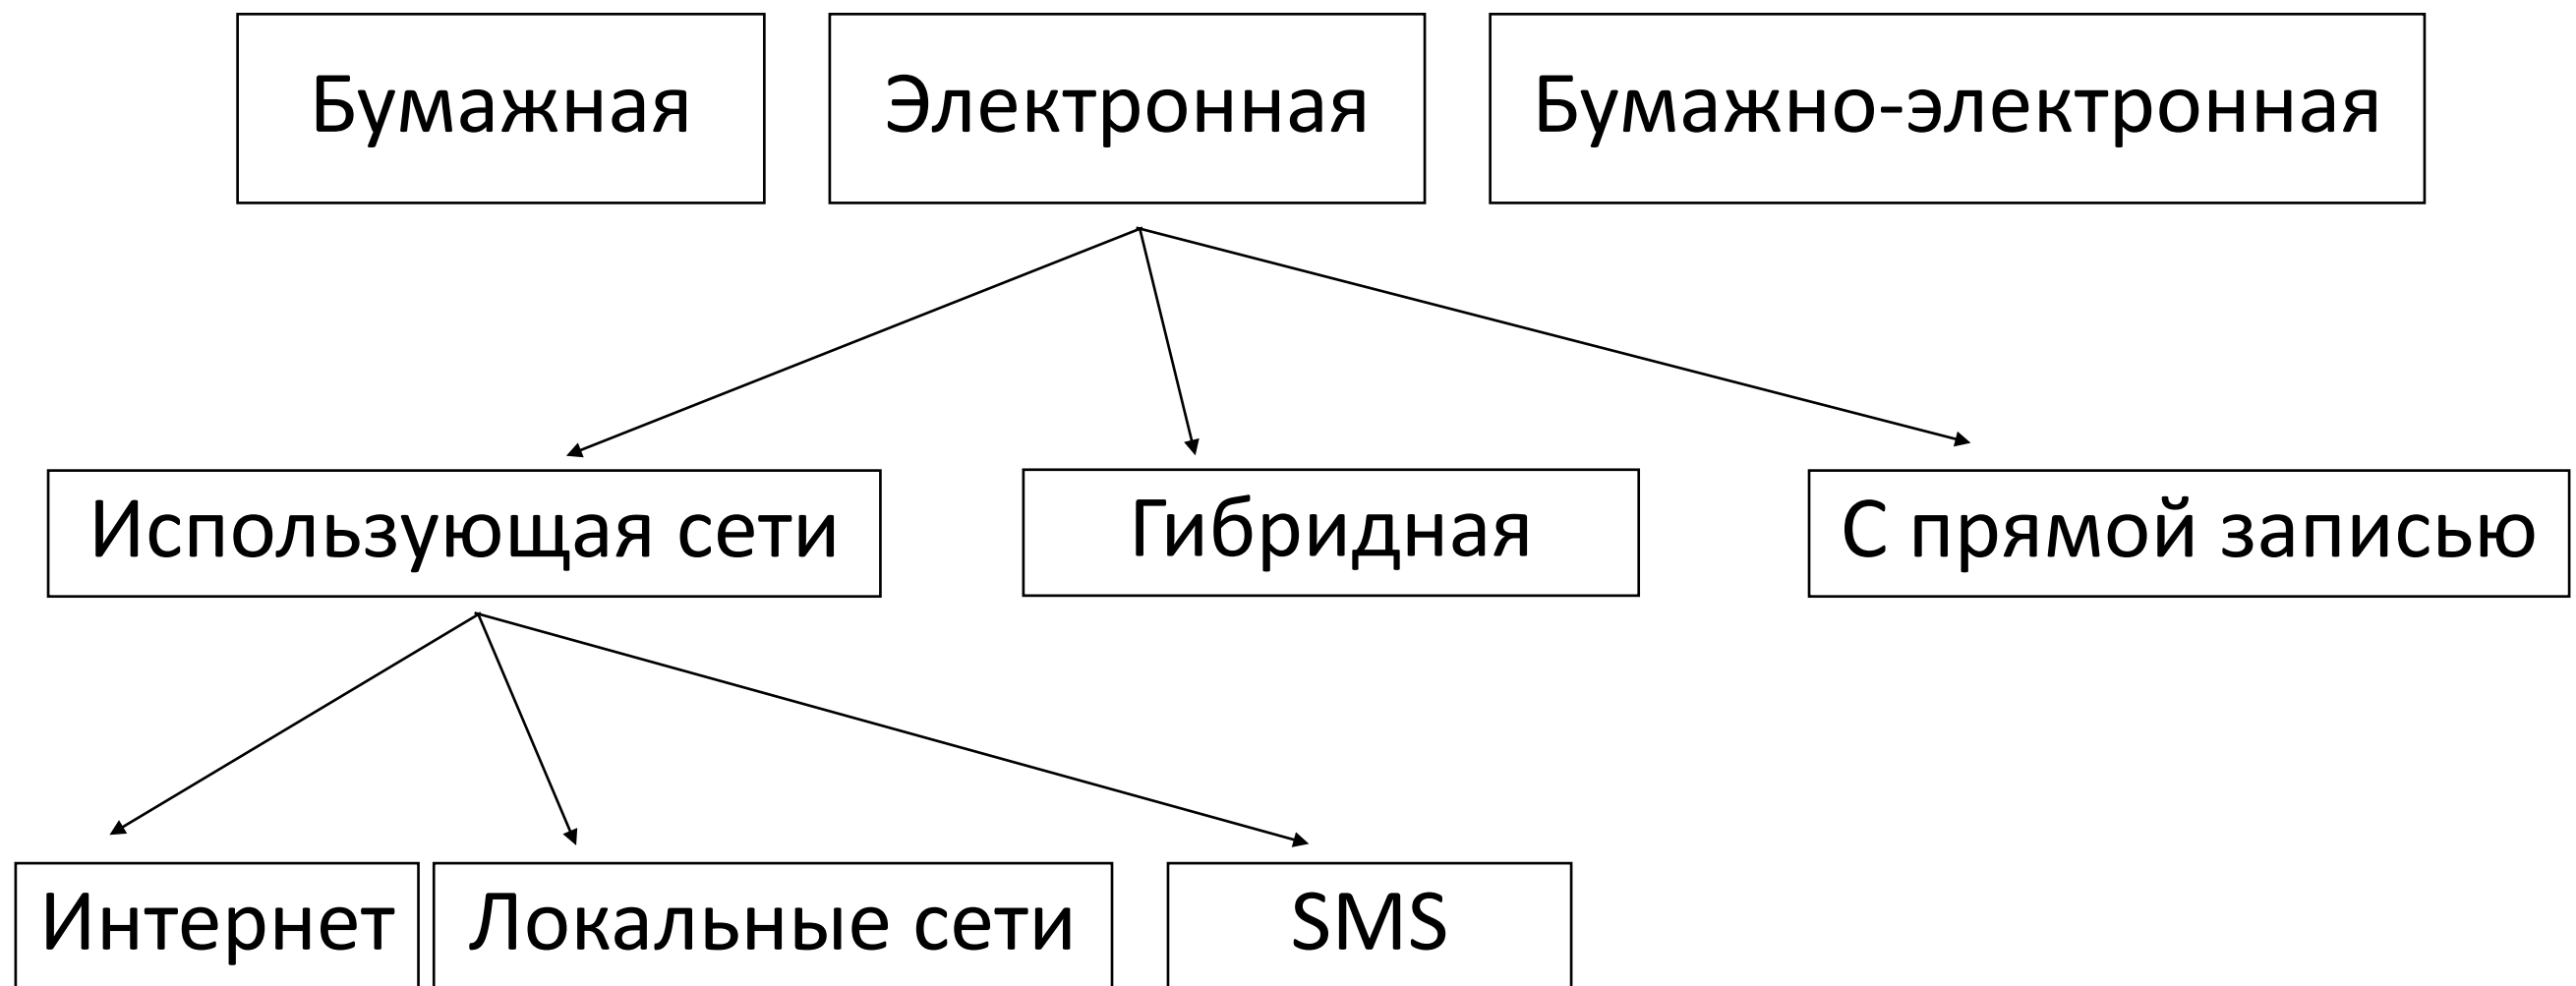 Бумажная
Электронная
Бумажно-электронная
Использующая сети
Гибридная
С прямой записью
Интернет
Локальные сети
SMS